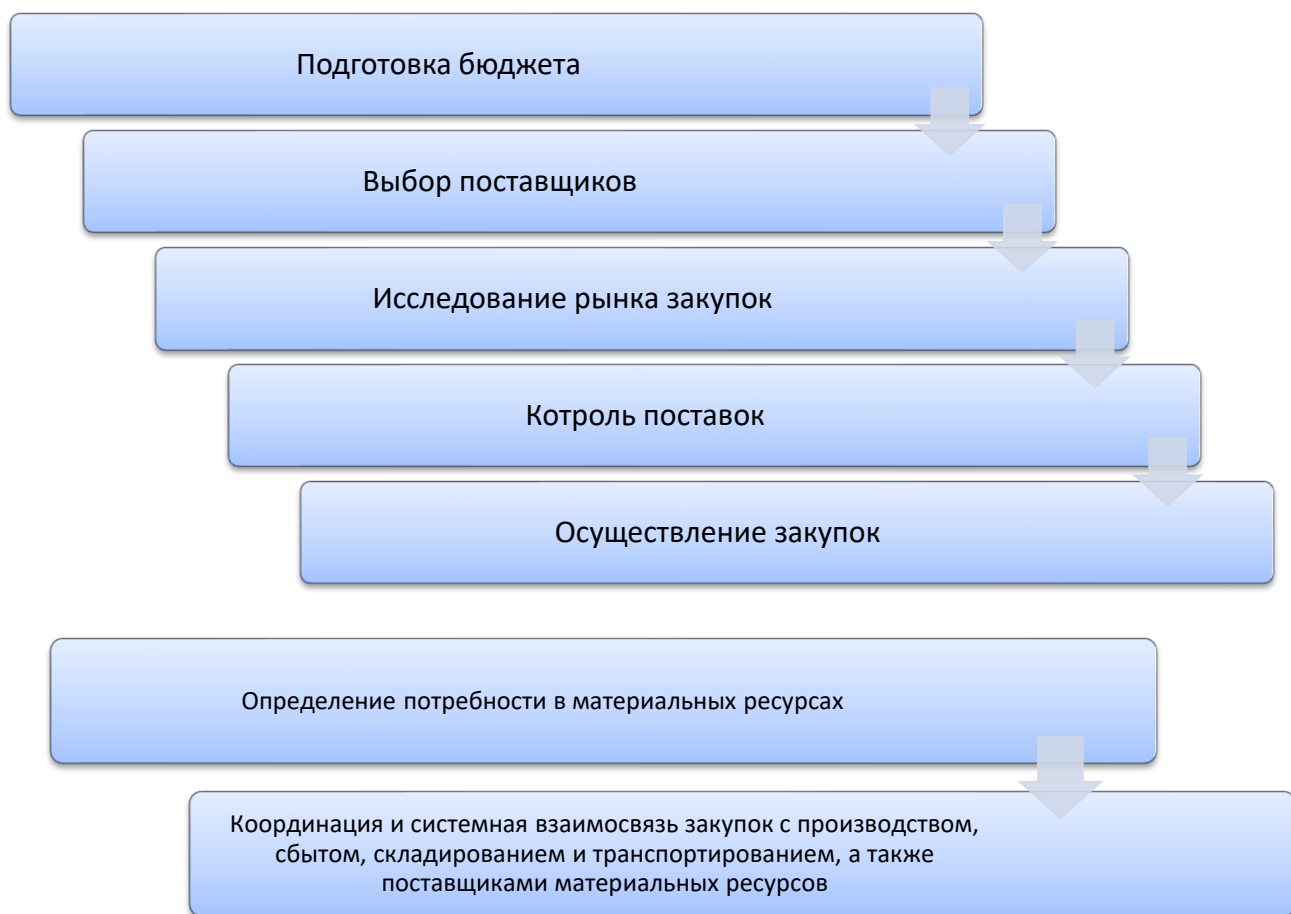 Подготовка бюджета
Выбор поставщиков
Исследование рынка закупок
Котроль поставок
Осуществление закупок
Определение потребности в материальных ресурсах
Координация и системная взаимосвязь закупок с производством,
сбытом, складированием и транспортированием, а также
поставщиками материальных ресурсов